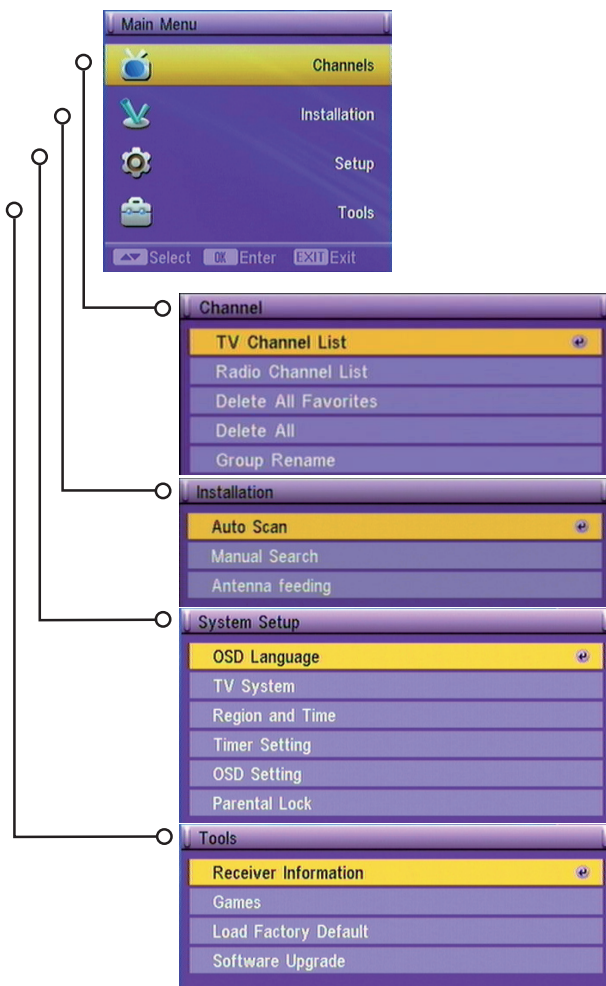 Main Menu
Channels
Installation
Setup
Tools
Select OK Enter EXIT Exit
Channel
TV Channel List
Radio Channel List
Delete All Favorites
Delete All
Group Rename
Installation
Auto Scan
Manual Search
Antenna feeding
System Setup
OSD Language
TV System
Region and Time
Timer Setting
OSD Setting
Parental Lock
Tools
Receiver Information
Games
Load Factory Default
Software Upgrade